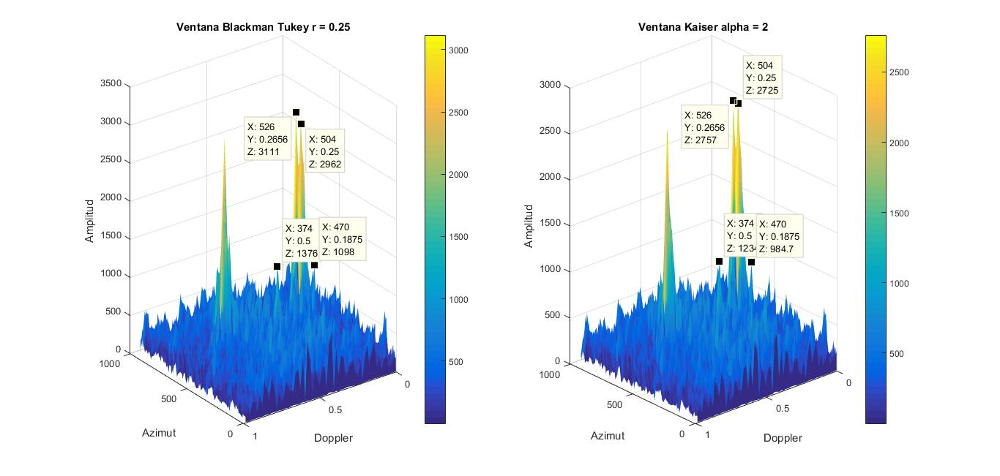 Ventana Blackman Tukey r = 0.25
3500
3000
2500
2000
1500
1000
500
0
Amplitud
1000
500
0
Azimut
1
0.5
0
Doppler
X: 526
Y: 0.2656
Z: 3111
X: 504
Y: 0.25
Z: 2962
X: 374
Y: 0.5
Z: 1376
X: 470
Y: 0.1875
Z: 1098
3000
2500
2000
1500
1000
500
Ventana Kaiser alpha = 2
3000
2500
2000
1500
1000
500
0
Amplitud
1000
500
0
Azimut
1
0.5
0
Doppler
X: 504
Y: 0.25
Z: 2725
X: 526
Y: 0.2656
Z: 2757
X: 374
Y: 0.5
Z: 1234
X: 470
Y: 0.1875
Z: 984.7
2500
2000
1500
1000
500